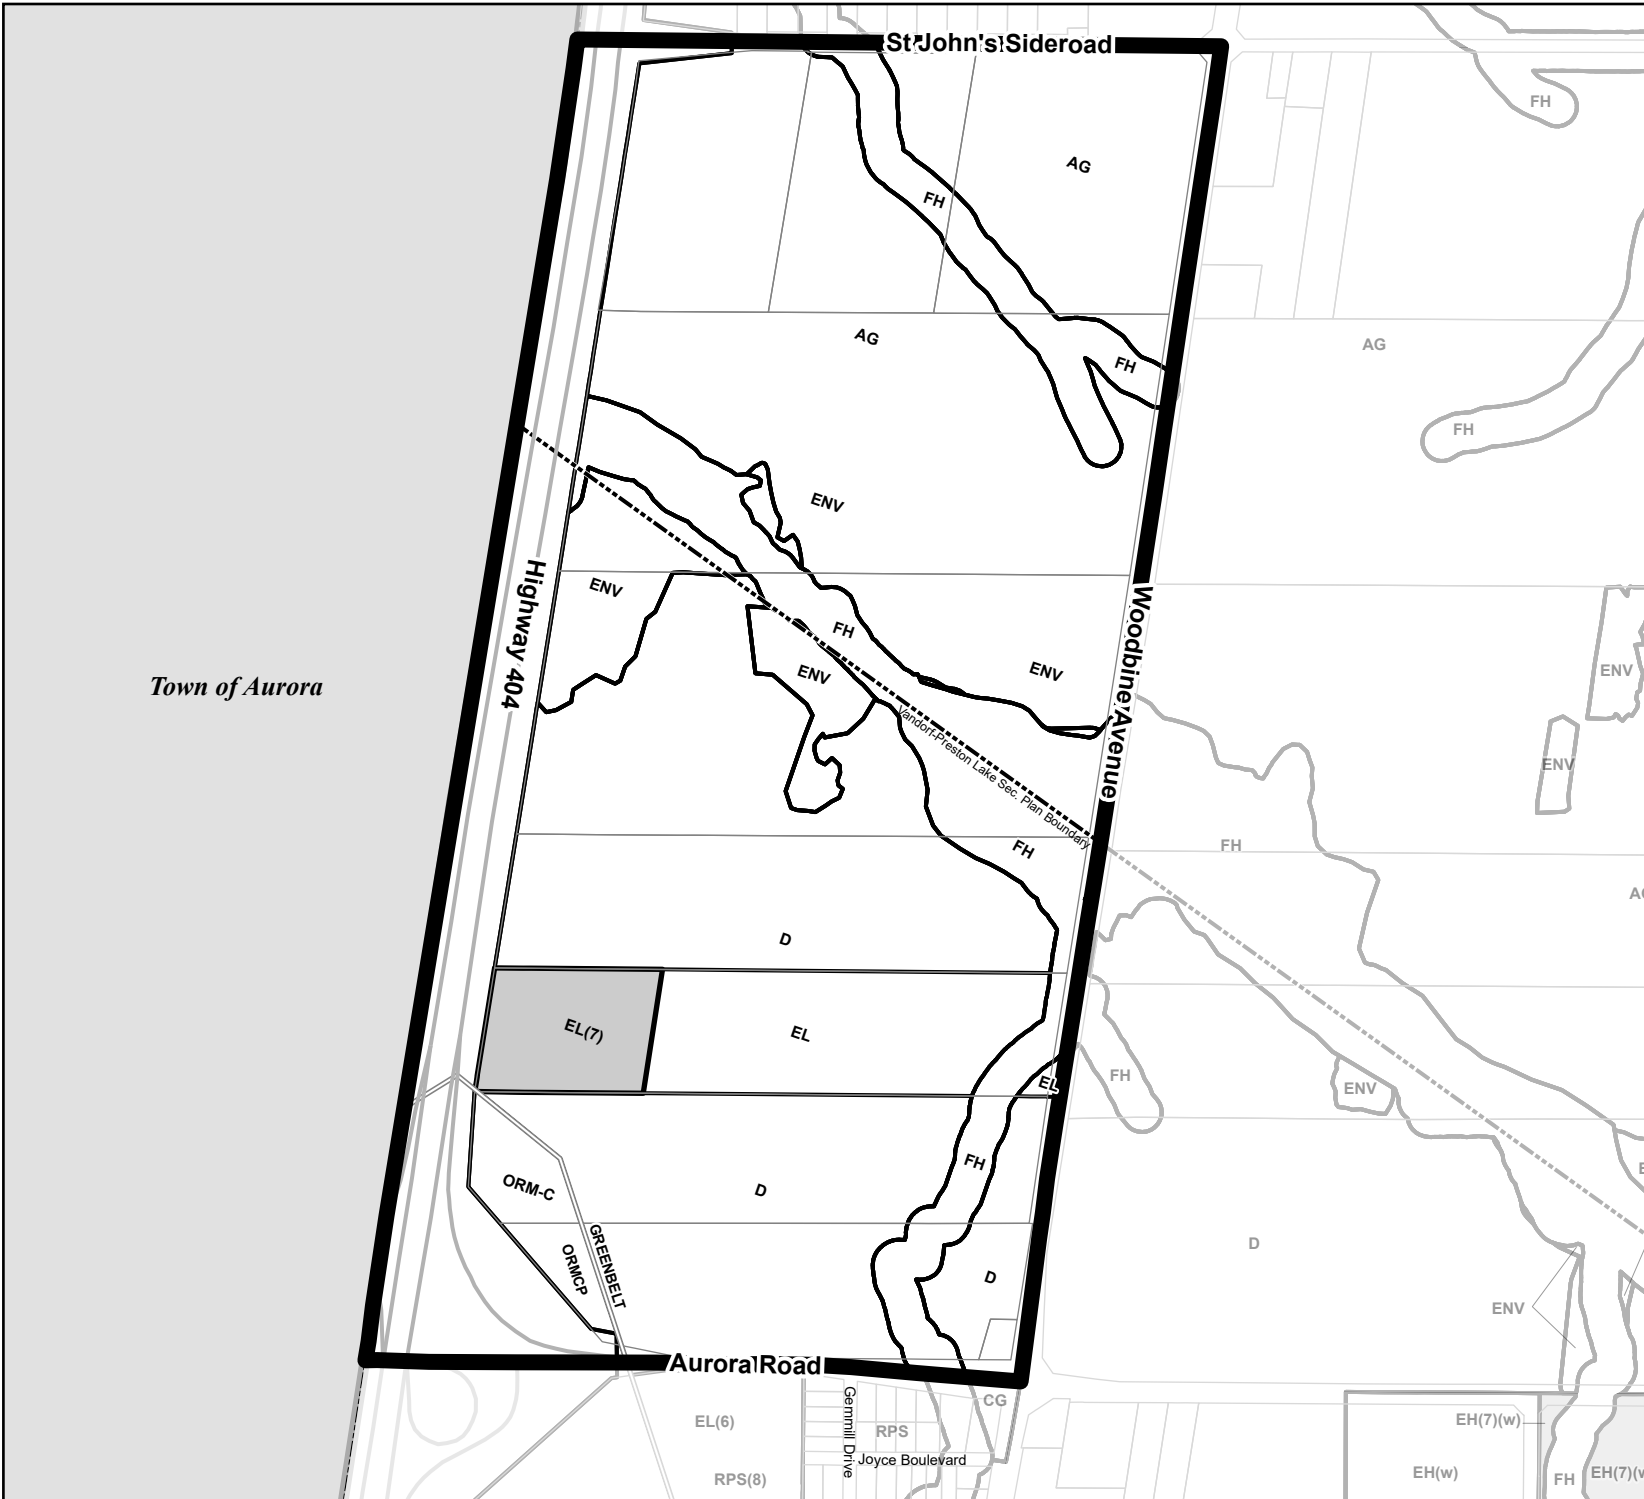 St John's Sideroad
FH
AG
FH
AG
AG
FH
FH
ENV
Highway 404
ENV
Woodbine Avenue
FH
ENV
ENV
ENV
Town of Aurora
Vandorf-Preston Lake Sec. Plan Boundary
ENV
FH
FH
D
EL(7)
EL
EL
FH
ENV
FH
ORM-C
D
GREENBELT
ORMCP
D
D
ENV
Aurora Road
CG
EL(6)
RPS
Gemmill Drive
Joyce Boulevard
RPS(8)
EH(7)(w)
EH(w)
FH